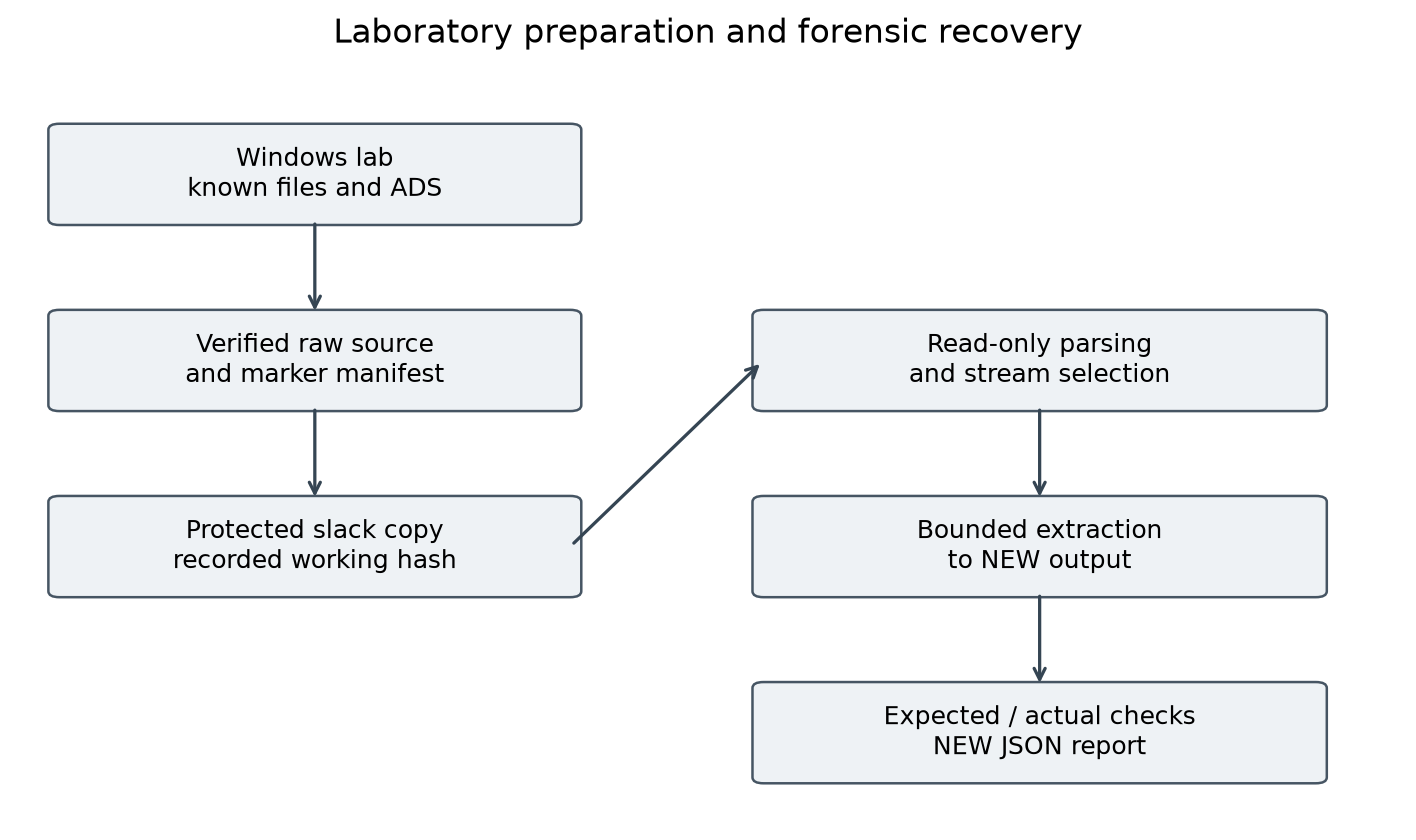 Laboratory preparation and forensic recovery
Windows lab
known files and ADS
Verified raw source
and marker manifest
Protected slack copy
recorded working hash
Read-only parsing
and stream selection
Bounded extraction
to NEW output
Expected / actual checks
NEW JSON report